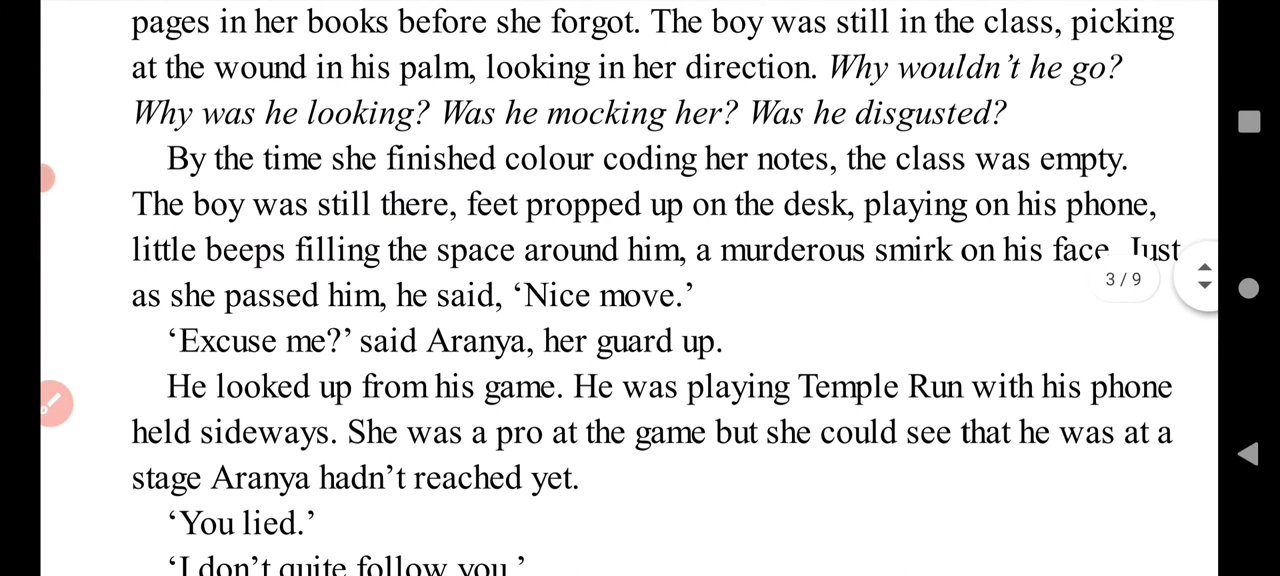 pages in her books before she forgot. The boy was still in the class, picking
at the wound in his palm, looking in her direction. Why wouldn’t he go?
Why was he looking? Was he mocking her? Was he disgusted?
By the time she finished colour coding her notes, the class was empty.
The boy was still there, feet propped up on the desk, playing on his phone,
little beeps filling the space around him, a murderous smirk on his face. Just
3 / 9
as she passed him, he said, ‘Nice move.’
‘Excuse me?’ said Aranya, her guard up.
He looked up from his game. He was playing Temple Run with his phone
held sideways. She was a pro at the game but she could see that he was at a
stage Aranya hadn’t reached yet.
‘You lied.’
‘I don’t quite follow you.’